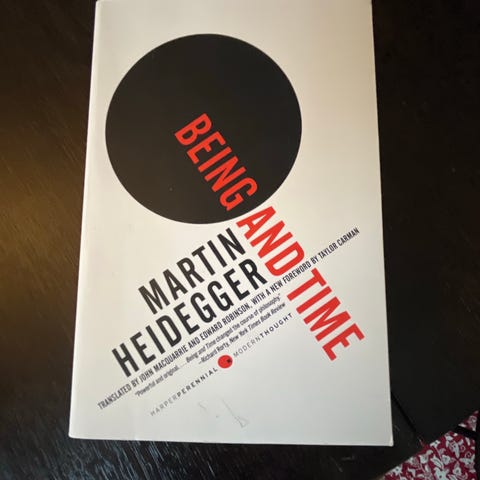 BEING AND TIME
MARTIN
HEIDEGGER
TRANSLATED BY JOHN MACQUARRIE AND EDWARD ROBINSON, WITH A NEW FOREWORD BY TAYLOR CARMAN
"Powerful and original. . . . Being and Time changed the course of philosophy."
—Richard Rorty, New York Times Book Review
HARPERPERENNIAL MODERNTHOUGHT